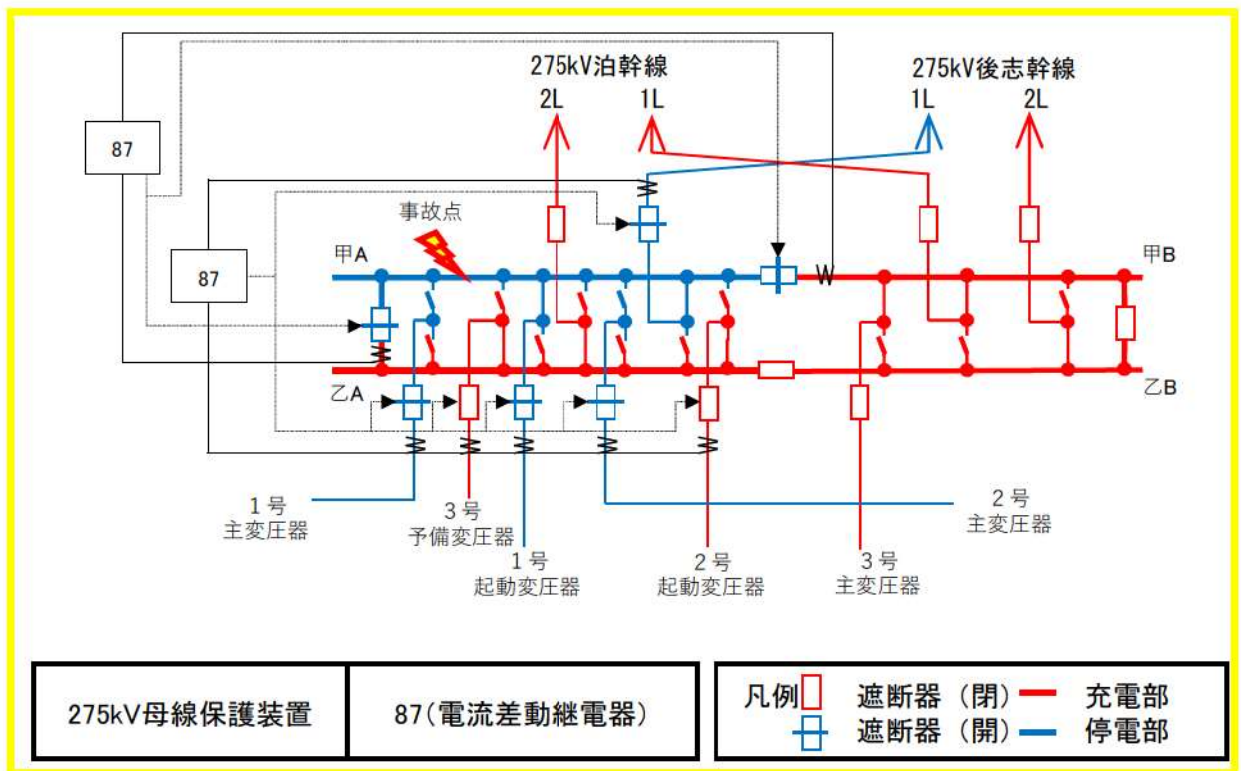 275kV泊幹線
275kV後志幹線
2L
1L
1L
2L
87
87
事故点
甲A
甲B
乙A
乙B
1号
主変圧器
3号
予備変圧器
1号
起動変圧器
2号
起動変圧器
3号
主変圧器
2号
主変圧器
275kV母線保護装置
87(電流差動継電器)
凡例
遮断器（閉）
充電部
遮断器（開）
停電部